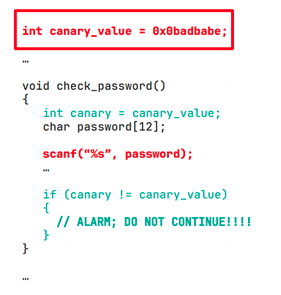 int canary_value = 0x0badbabe;
…
void check_password()
{
int canary = canary_value;
char password[12];
scanf(“%s”, password);
…
if (canary != canary_value)
{
// ALARM; DO NOT CONTINUE!!!!
}
}
…